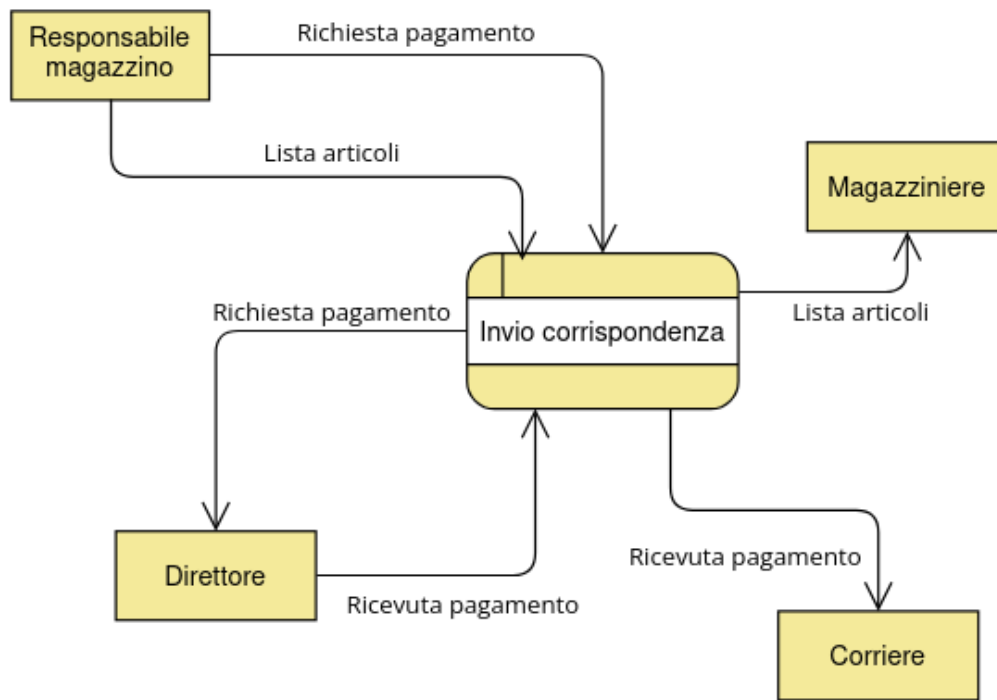 Responsabile
magazzino
Richiesta pagamento
Lista articoli
Magazziniere
Lista articoli
Richiesta pagamento
Invio corrispondenza
Direttore
Ricevuta pagamento
Ricevuta pagamento
Corriere